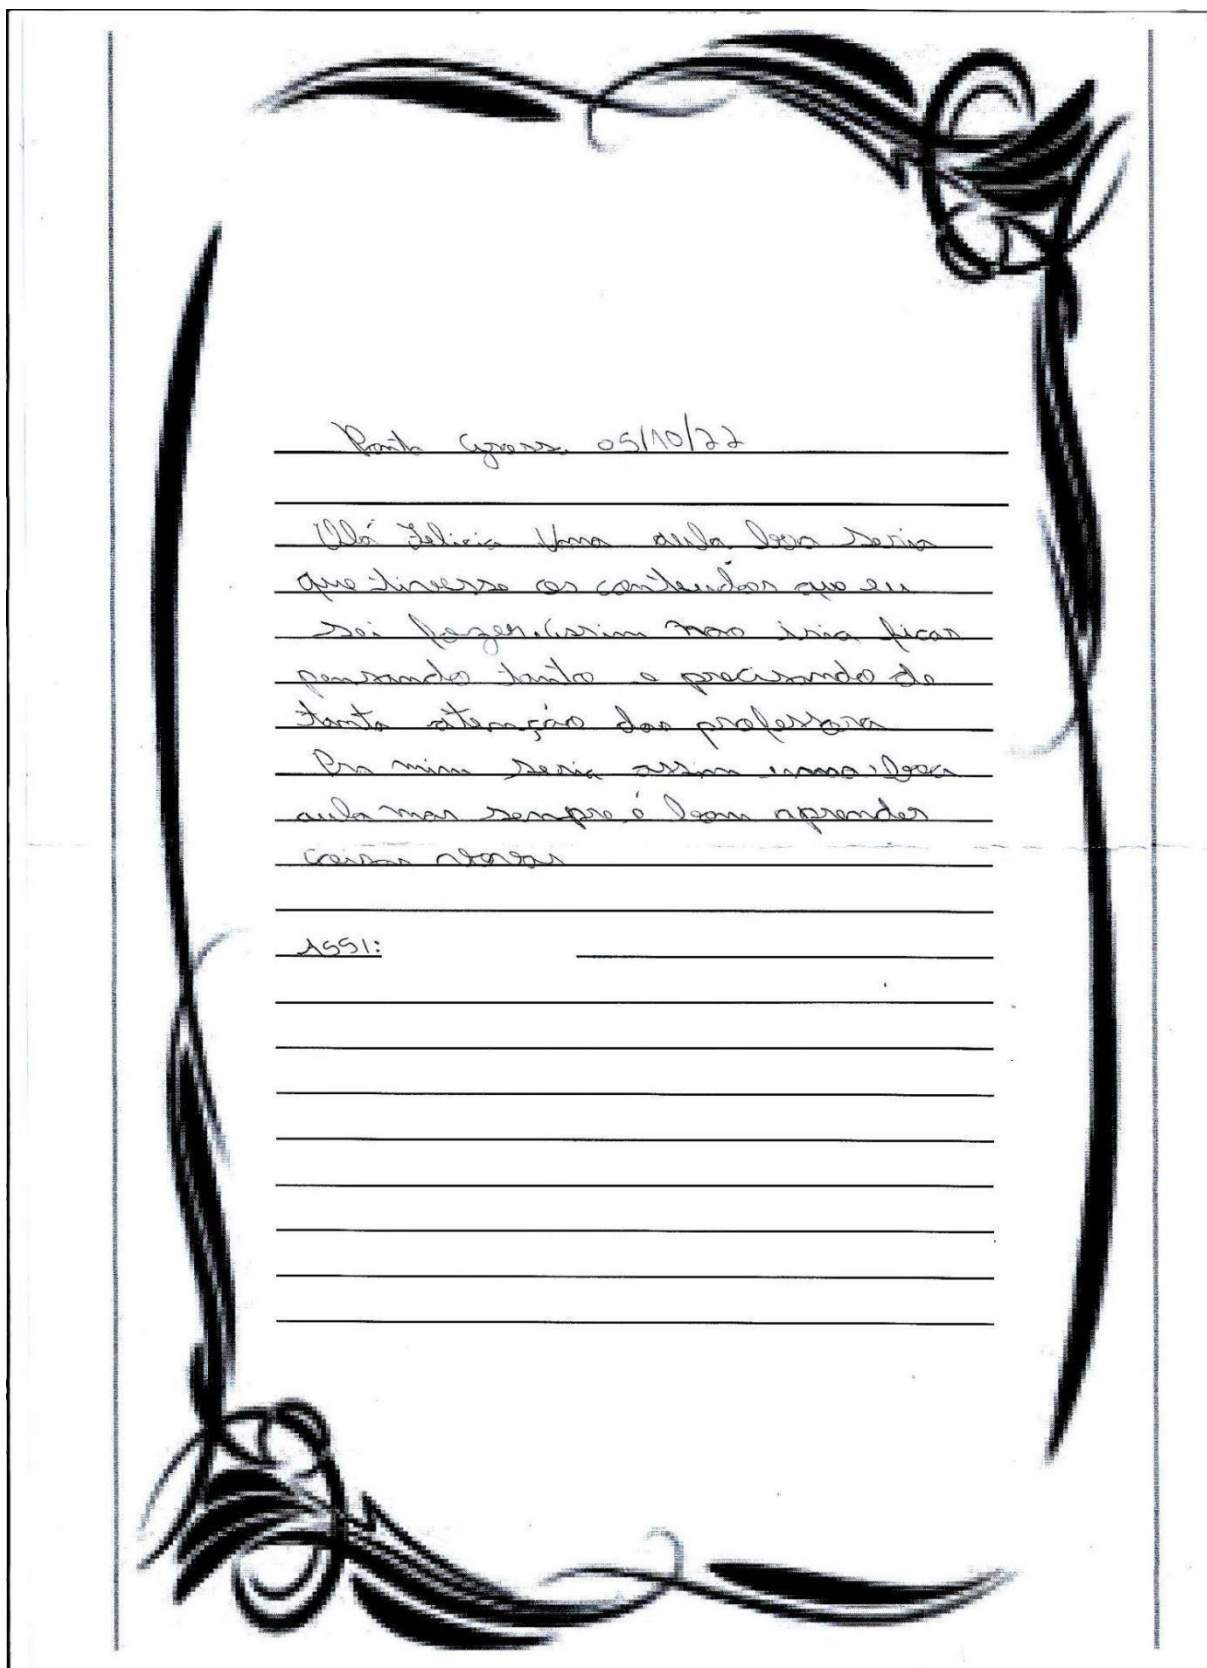 Ponta Grossa 05/10/22
Olá Felicia Uma aula boa seria
que tivesse os conteudos que eu
sei fazer. Assim não iria ficar
pensando tanto e precisando de
tanta atenção das professora
Pra mim seria assim uma boa
aula mas sempre é bom aprender
coisas novas
ASSI: